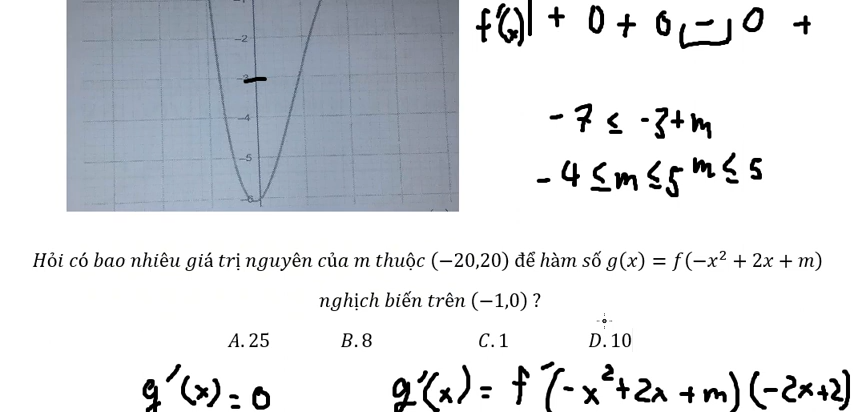 -1
-2
-3
-4
-5
-6
f'(x) + 0 + 0 - 0 +
-7 ≤ -3+m
-4 ≤ m ≤ 5 m ≤ 5
Hỏi có bao nhiêu giá trị nguyên của m thuộc (−20,20) để hàm số g(x) = f(−x² + 2x + m)
nghịch biến trên (−1,0) ?
A. 25 B. 8 C. 1 D. 10
g'(x) = 0 g'(x) = f'(-x²+2x+m)(-2x+2)